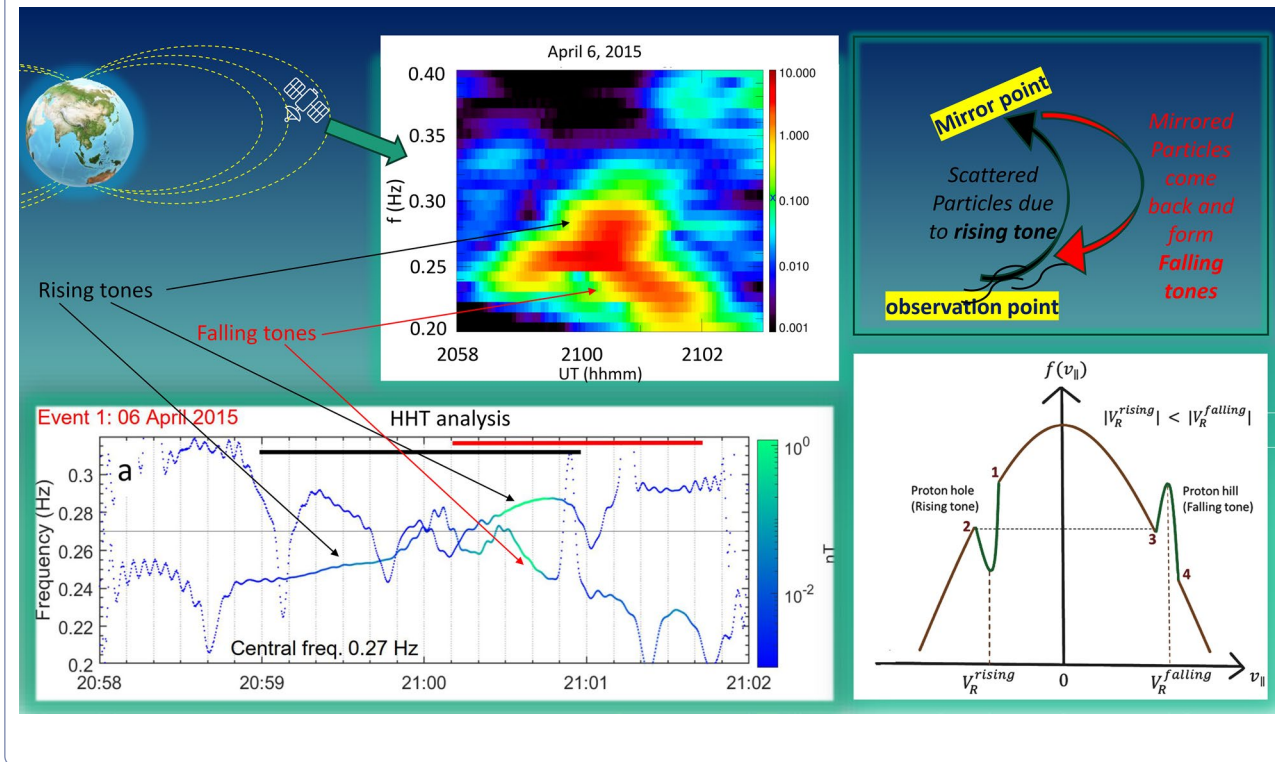 April 6, 2015
0.40
0.35
0.30
0.25
0.20
f (Hz)
2058
2100
2102
UT (hhmm)
10.000
1.000
0.100
0.010
0.001
x
Rising tones
Falling tones
Mirror point
Scattered
Particles due
to rising tone
Mirrored
Particles
come
back and
form
Falling
tones
observation point
Event 1: 06 April 2015
HHT analysis
a
0.3
0.28
0.26
0.24
0.22
0.2
Frequency (Hz)
Central freq. 0.27 Hz
20:58
20:59
21:00
21:01
21:02
10⁰
10⁻²
nT
f(v∥)
|V_R^rising| < |V_R^falling|
Proton hole
(Rising tone)
1
2
Proton hill
(Falling tone)
3
4
V_R^rising
0
V_R^falling
v∥